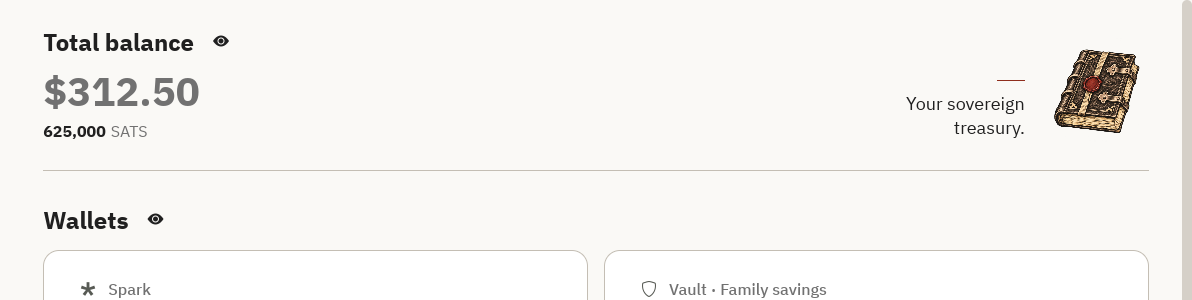 Total balance
$312.50
625,000 SATS
Your sovereign
treasury.
Wallets
Spark
Vault · Family savings